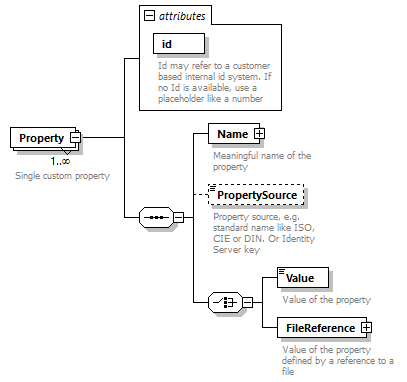 attributes
id
Id may refer to a customer
based internal id system. If
no Id is available, use a
placeholder like a number
Property
1..∞
Single custom property
Name
Meaningful name of the
property
PropertySource
Property source, e.g.
standard name like ISO,
CIE or DIN. Or Identity
Server key
Value
Value of the property
FileReference
Value of the property
defined by a reference to a
file